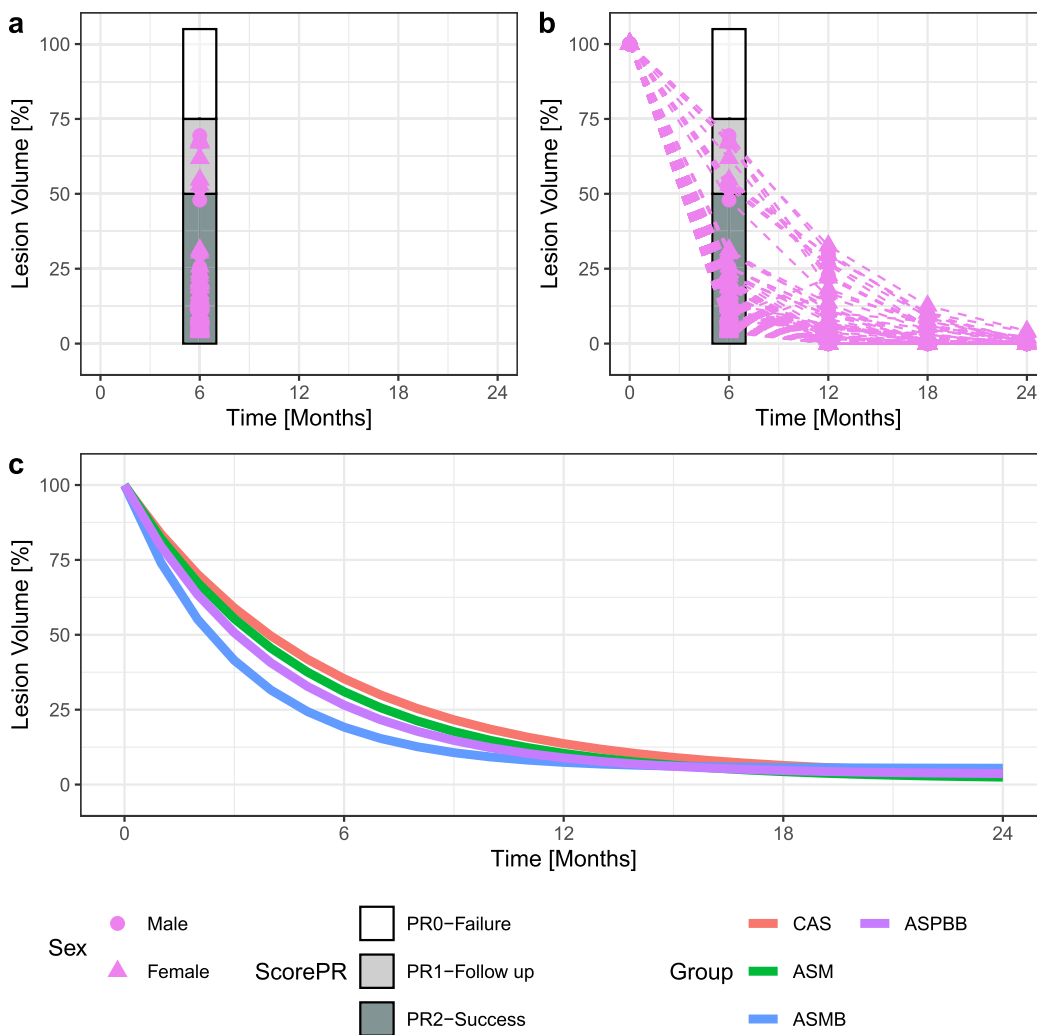 a
Lesion Volume [%]
100
75
50
25
0
0 6 12 18 24
Time [Months]
b
Lesion Volume [%]
100
75
50
25
0
0 6 12 18 24
Time [Months]
c
Lesion Volume [%]
100
75
50
25
0
0 6 12 18 24
Time [Months]
Sex
Male
Female
ScorePR
PR0−Failure
PR1−Follow up
PR2−Success
Group
CAS
ASM
ASMB
ASPBB